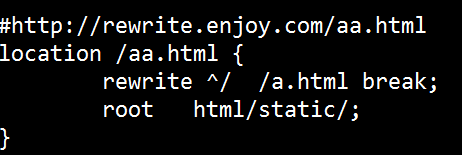 #http://rewrite.enjoy.com/aa.html
location /aa.html {
        rewrite ^/  /a.html break;
        root   html/static/;
}